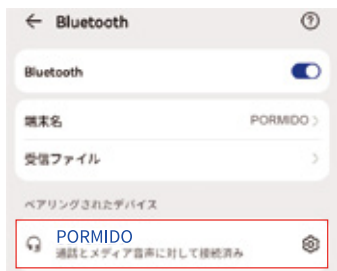 Bluetooth
Bluetooth
端末名 PORMIDO
受信ファイル
ペアリングされたデバイス
PORMIDO
通話とメディア音声に対して接続済み